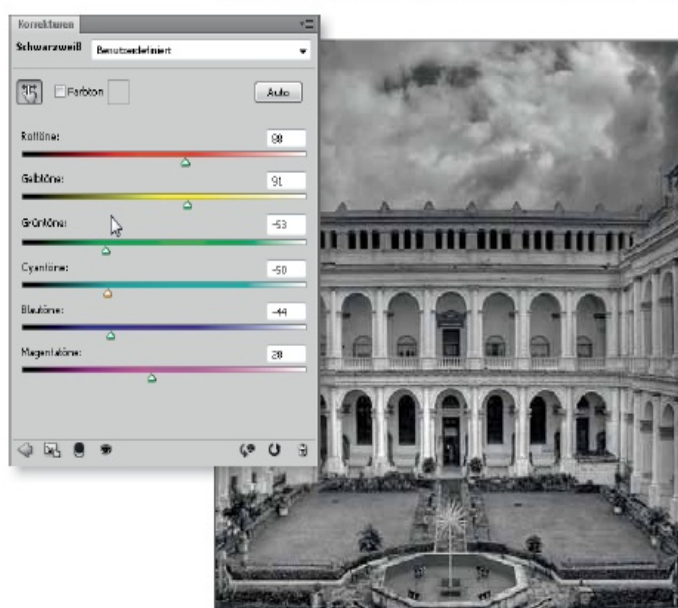 Korrekturen
Schwarzweiß Benutzerdefiniert
Farbton Auto
Rottöne: 88
Gelbtöne: 91
Grüntöne: -53
Cyantöne: -50
Blautöne: -44
Magentatöne: 28